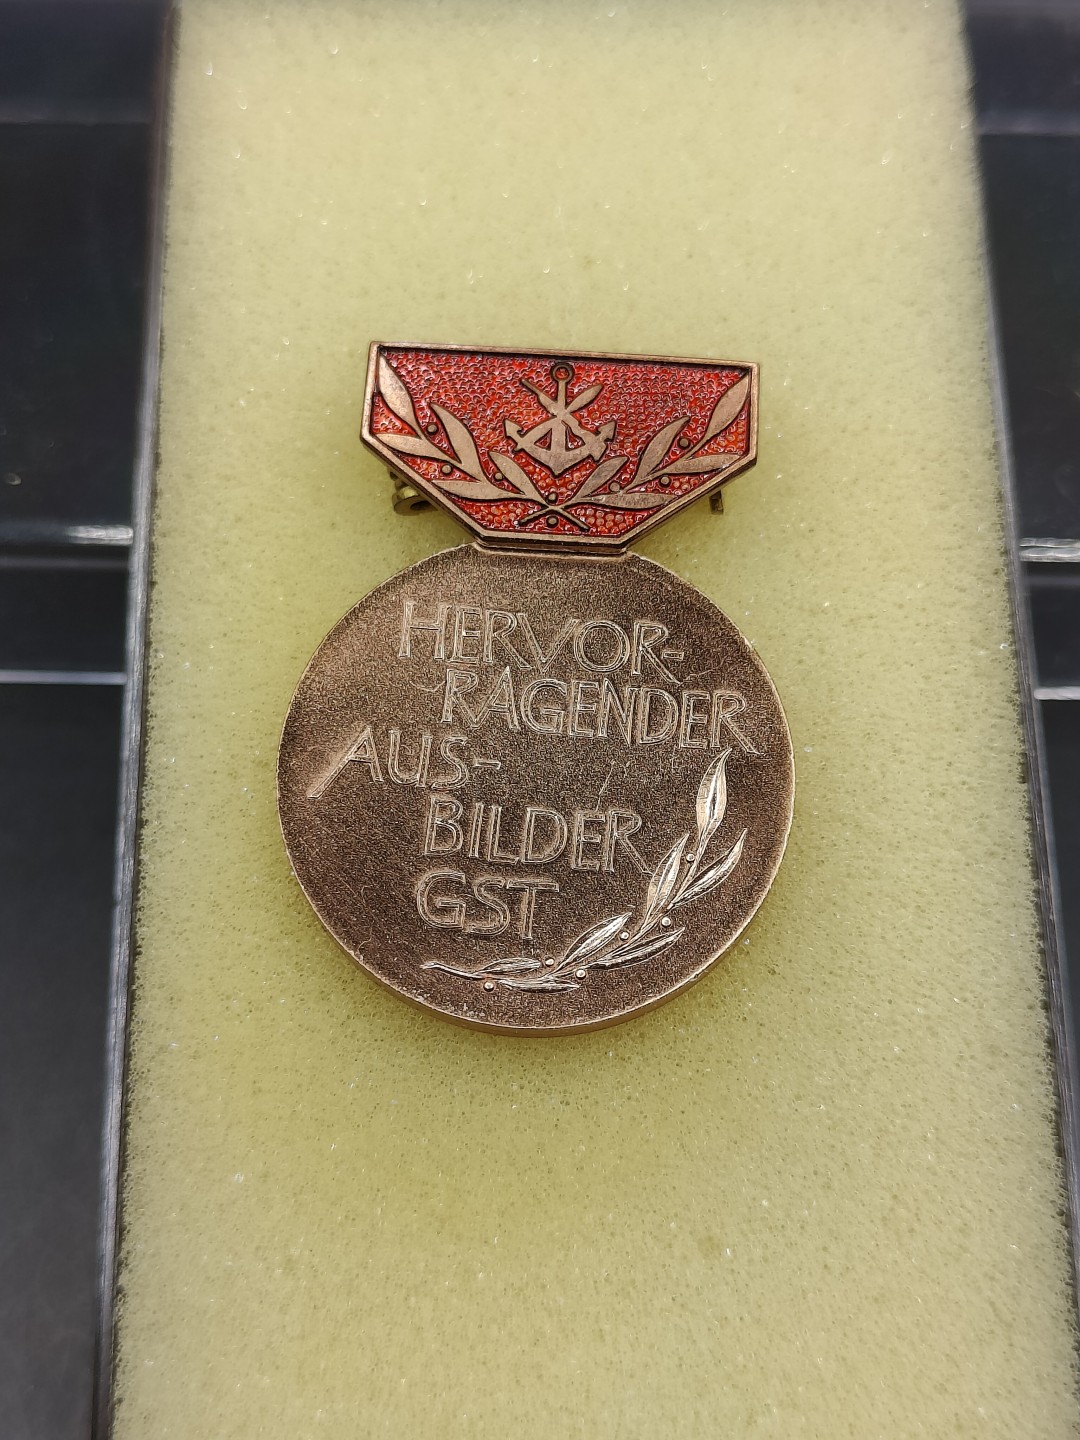 HERVOR-
RAGENDER
AUS-
BILDER
GST